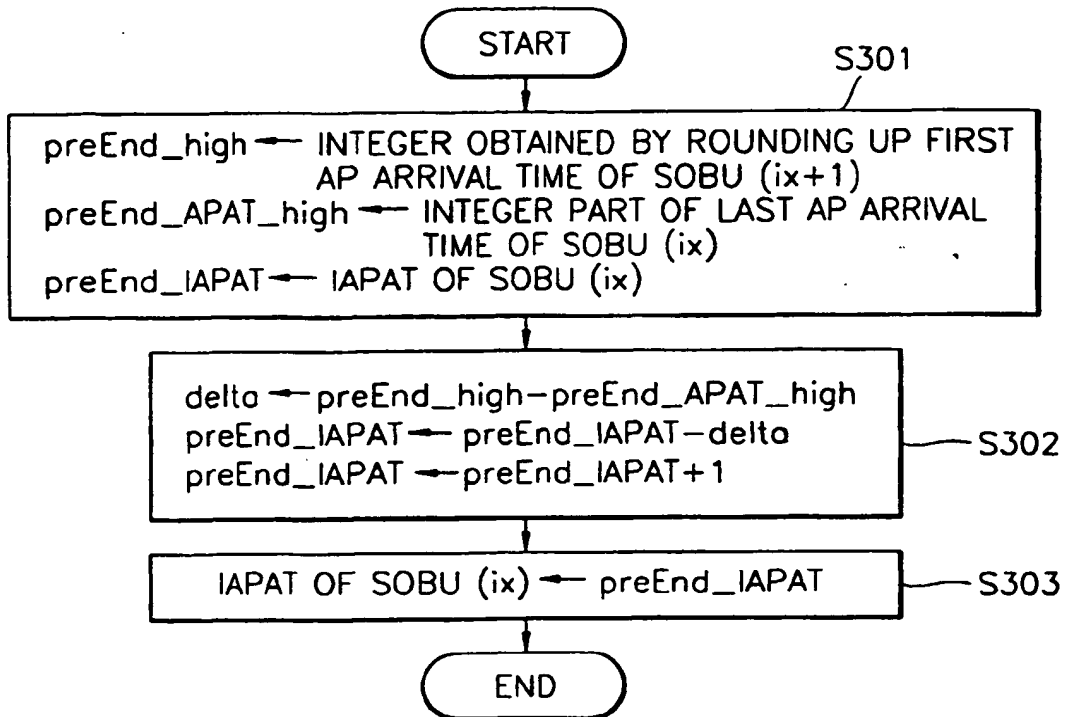 START
S301
preEnd_high ← INTEGER OBTAINED BY ROUNDING UP FIRST
AP ARRIVAL TIME OF SOBU (ix+1)
preEnd_APAT_high ← INTEGER PART OF LAST AP ARRIVAL
TIME OF SOBU (ix)
preEnd_IAPAT ← IAPAT OF SOBU (ix)
delta ← preEnd_high-preEnd_APAT_high
preEnd_IAPAT ← preEnd_IAPAT-delta
preEnd_IAPAT ← preEnd_IAPAT+1
S302
IAPAT OF SOBU (ix) ← preEnd_IAPAT
S303
END